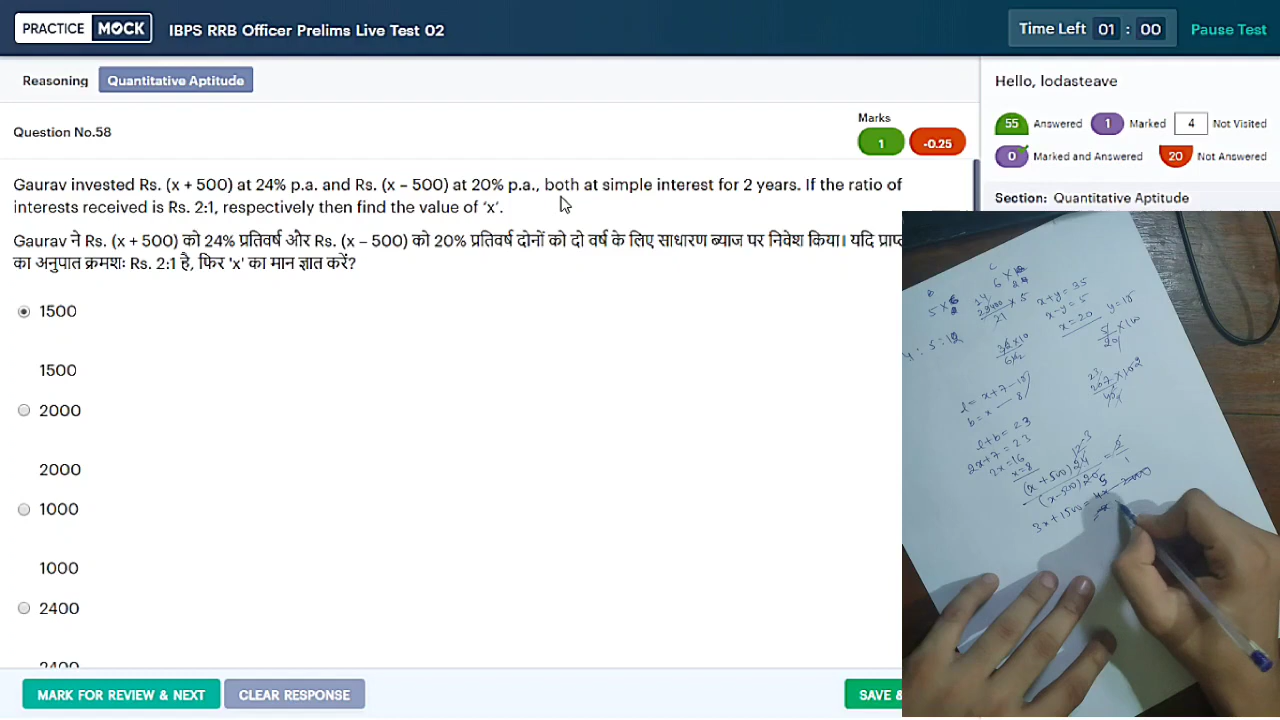 PRACTICE MOCK IBPS RRB Officer Prelims Live Test 02 Time Left 01 : 00 Pause Test
Reasoning Quantitative Aptitude
Hello, lodasteave
Question No.58
Marks
1 -0.25
55 Answered 1 Marked 4 Not Visited
0 Marked and Answered 20 Not Answered
Section: Quantitative Aptitude
Gaurav invested Rs. (x + 500) at 24% p.a. and Rs. (x – 500) at 20% p.a., both at simple interest for 2 years. If the ratio of
interests received is Rs. 2:1, respectively then find the value of ‘x’.
Gaurav ने Rs. (x + 500) को 24% प्रतिवर्ष और Rs. (x – 500) को 20% प्रतिवर्ष दोनों को दो वर्ष के लिए साधारण ब्याज पर निवेश किया। यदि
का अनुपात क्रमशः Rs. 2:1 है, फिर 'x' का मान ज्ञात करें?
1500
1500
2000
2000
1000
1000
2400
2400
MARK FOR REVIEW & NEXT CLEAR RESPONSE SAVE &
x+y=35
x-y=5
x=20
l=x+7-15
l+b=23
2x+7=23
2x=16
x=8